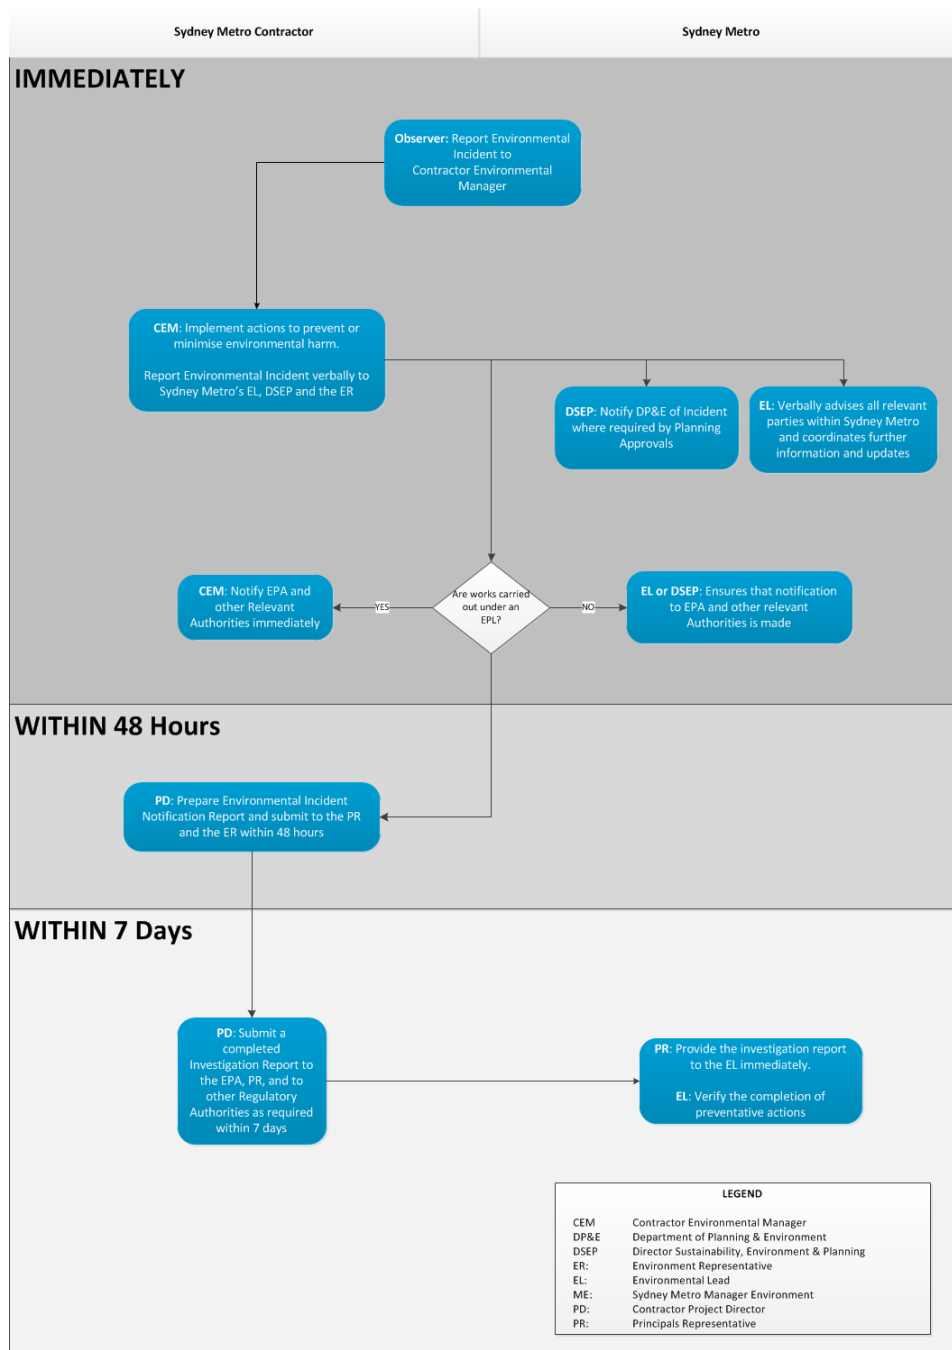 Sydney Metro Contractor
Sydney Metro
IMMEDIATELY
Observer: Report Environmental
Incident to
Contractor Environmental
Manager
CEM: Implement actions to prevent or
minimise environmental harm.
Report Environmental Incident verbally to
Sydney Metro's EL, DSEP and the ER
DSEP: Notify DP&E of Incident
where required by Planning
Approvals
EL: Verbally advises all relevant
parties within Sydney Metro
and coordinates further
information and updates
CEM: Notify EPA and
other Relevant
Authorities immediately
YES
Are works carried
out under an
EPL?
NO
EL or DSEP: Ensures that notification
to EPA and other relevant
Authorities is made
WITHIN 48 Hours
PD: Prepare Environmental Incident
Notification Report and submit to the PR
and the ER within 48 hours
WITHIN 7 Days
PD: Submit a
completed
Investigation Report to
the EPA, PR, and to
other Regulatory
Authorities as required
within 7 days
PR: Provide the investigation report
to the EL immediately.
EL: Verify the completion of
preventative actions
LEGEND
CEM Contractor Environmental Manager
DP&E Department of Planning & Environment
DSEP Director Sustainability, Environment & Planning
ER: Environment Representative
EL: Environmental Lead
ME: Sydney Metro Manager Environment
PD: Contractor Project Director
PR: Principals Representative